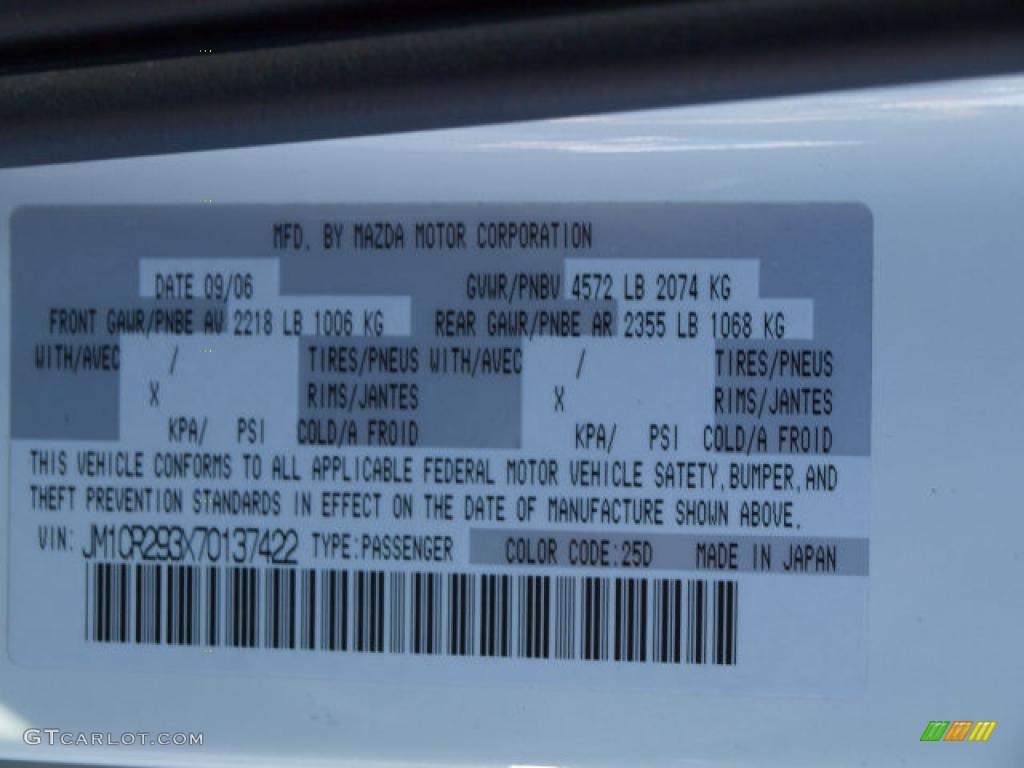 MFD. BY MAZDA MOTOR CORPORATION
DATE 09/06 GVWR/PNBV 4572 LB 2074 KG
FRONT GAWR/PNBE AV 2218 LB 1006 KG REAR GAWR/PNBE AR 2355 LB 1068 KG
WITH/AVEC / TIRES/PNEUS WITH/AVEC / TIRES/PNEUS
X RIMS/JANTES X RIMS/JANTES
KPA/ PSI COLD/A FROID KPA/ PSI COLD/A FROID
THIS VEHICLE CONFORMS TO ALL APPLICABLE FEDERAL MOTOR VEHICLE SAFETY, BUMPER, AND
THEFT PREVENTION STANDARDS IN EFFECT ON THE DATE OF MANUFACTURE SHOWN ABOVE.
VIN: JM1CR293X70137422 TYPE:PASSENGER COLOR CODE:25D MADE IN JAPAN
GTCARLOT.COM